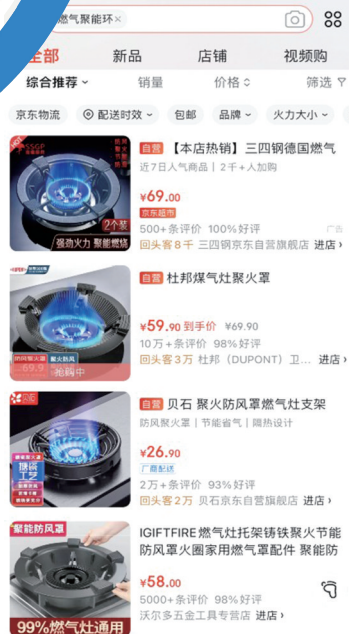 燃气聚能环×
全部 新品 店铺 视频购
综合推荐 销量 价格 筛选
京东物流 配送时效 包邮 品牌 火力大小
SSGP
2个装
强劲火力 聚能燃烧
自营 【本店热销】三四钢德国燃气
近7日人气商品 | 2千+人加购
¥69.00
京东超市
500+条评价 100%好评 广告
回头客8千 三四钢京东自营旗舰店 进店 ›
防风聚火罩
69.9
抢购中
自营 杜邦煤气灶聚火罩
¥59.90 到手价 ¥69.90
10万+条评价 98%好评
回头客3万 杜邦（DUPONT）卫... 进店 ›
搪瓷
工艺
自营 贝石 聚火防风罩燃气灶支架
防风聚火罩 | 节能省气 | 隔热设计
¥26.90
厂商配送
2万+条评价 93%好评
回头客2万 贝石京东自营旗舰店 进店 ›
聚能防风罩
99%燃气灶通用
IGIFTFIRE燃气灶托架铸铁聚火节能
防风罩火圈家用燃气罩配件 聚能防
¥58.00
5000+条评价 98%好评
沃尔多五金工具专营店 进店 ›